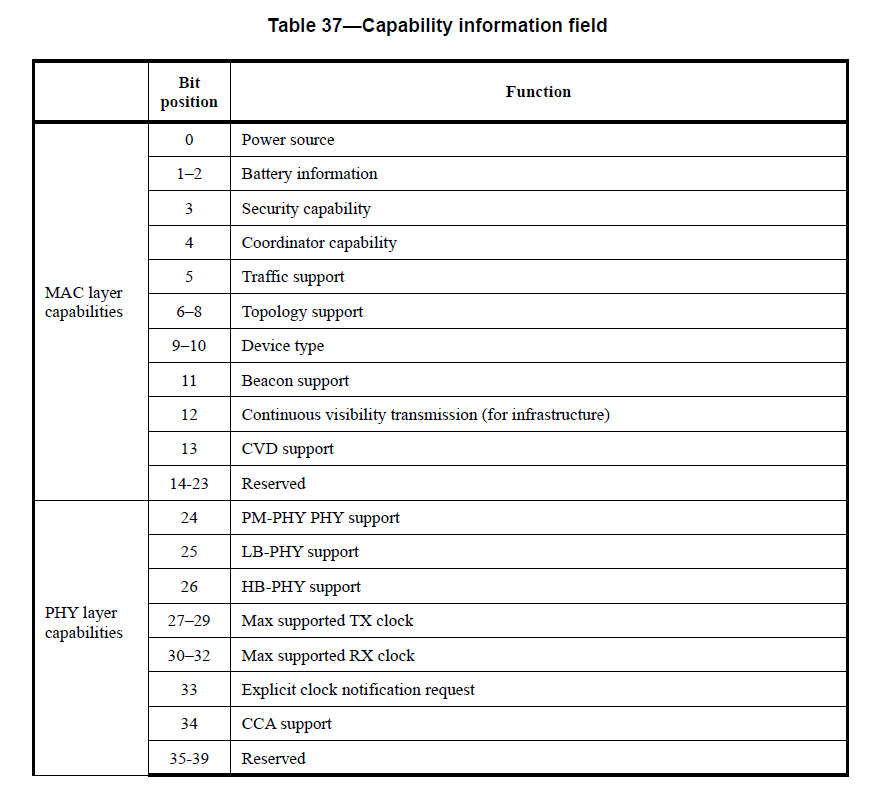 Table 37—Capability information field
Bit
position
Function
MAC layer
capabilities
0 Power source
1–2 Battery information
3 Security capability
4 Coordinator capability
5 Traffic support
6–8 Topology support
9–10 Device type
11 Beacon support
12 Continuous visibility transmission (for infrastructure)
13 CVD support
14-23 Reserved
PHY layer
capabilities
24 PM-PHY PHY support
25 LB-PHY support
26 HB-PHY support
27–29 Max supported TX clock
30–32 Max supported RX clock
33 Explicit clock notification request
34 CCA support
35-39 Reserved